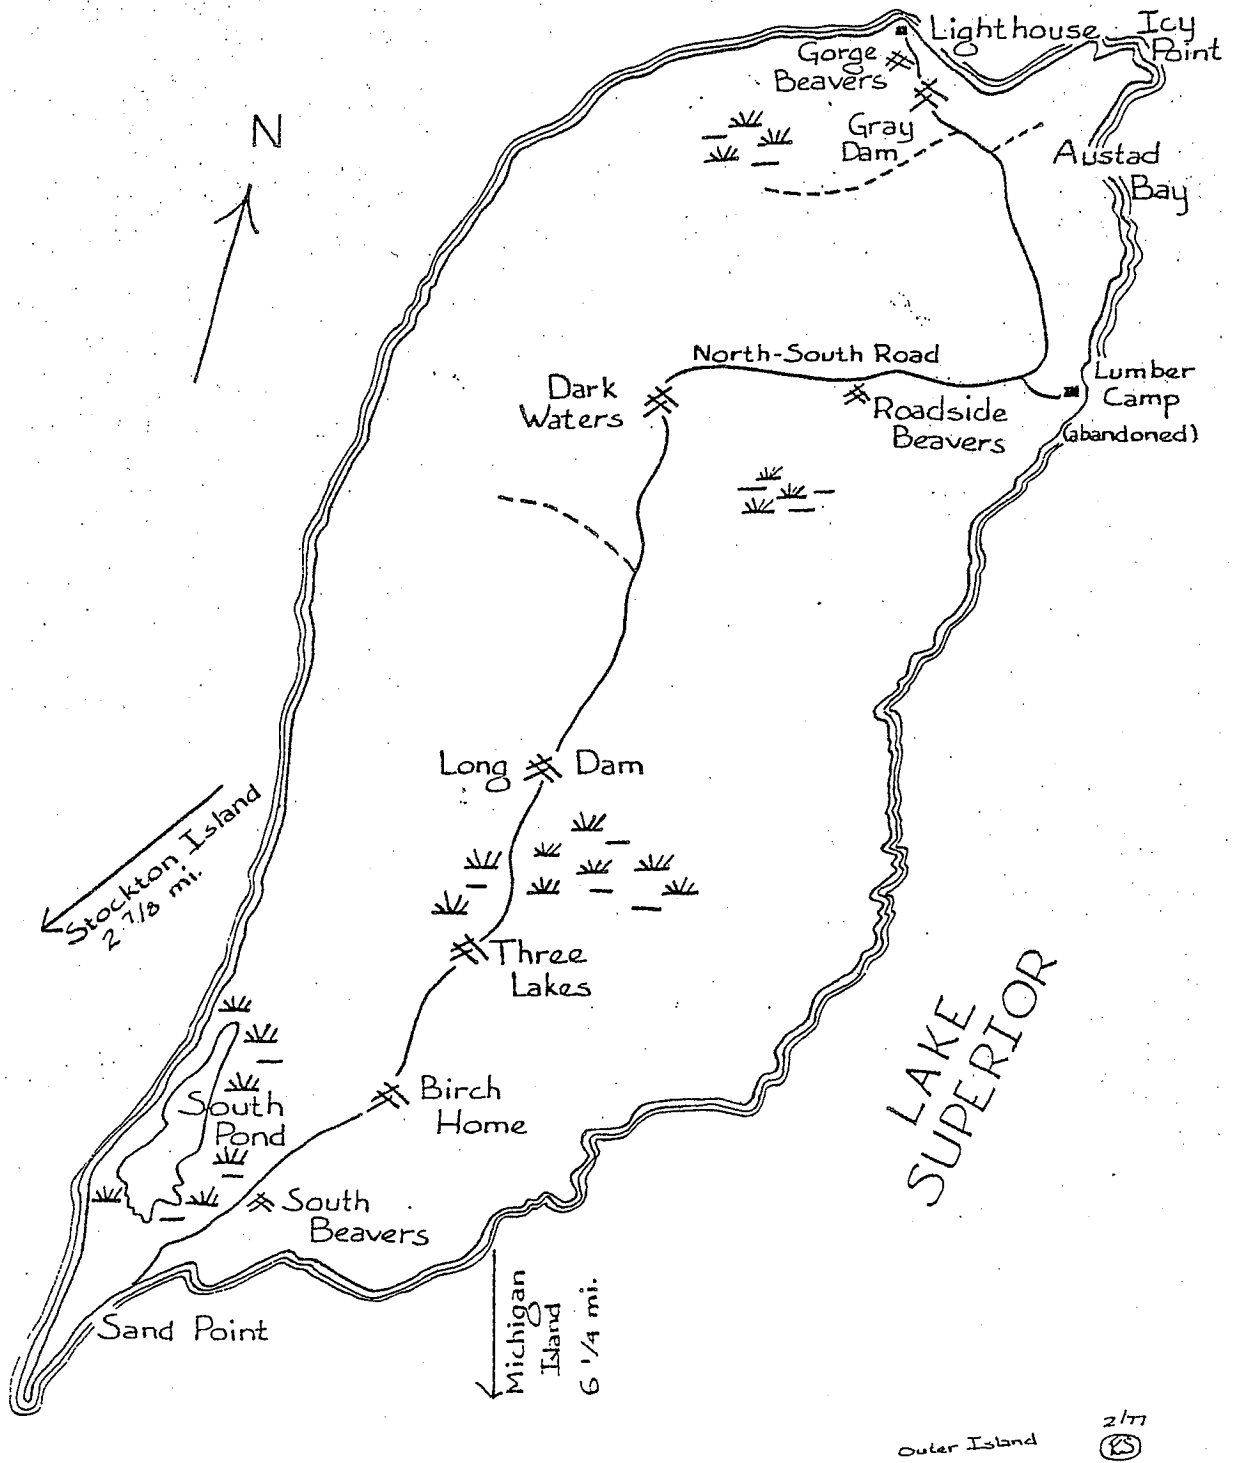 Lighthouse
Icy
Point
Gorge
Beavers
N
Gray
Dam
Austad
Bay
North-South Road
Dark
Waters
Roadside
Beavers
Lumber
Camp
(abandoned)
Long Dam
Stockton Island
2 7/8 mi.
Three
Lakes
LAKE
SUPERIOR
Birch
Home
South
Pond
South
Beavers
Sand Point
Michigan
Island
6 1/4 mi.
Outer Island
2/77